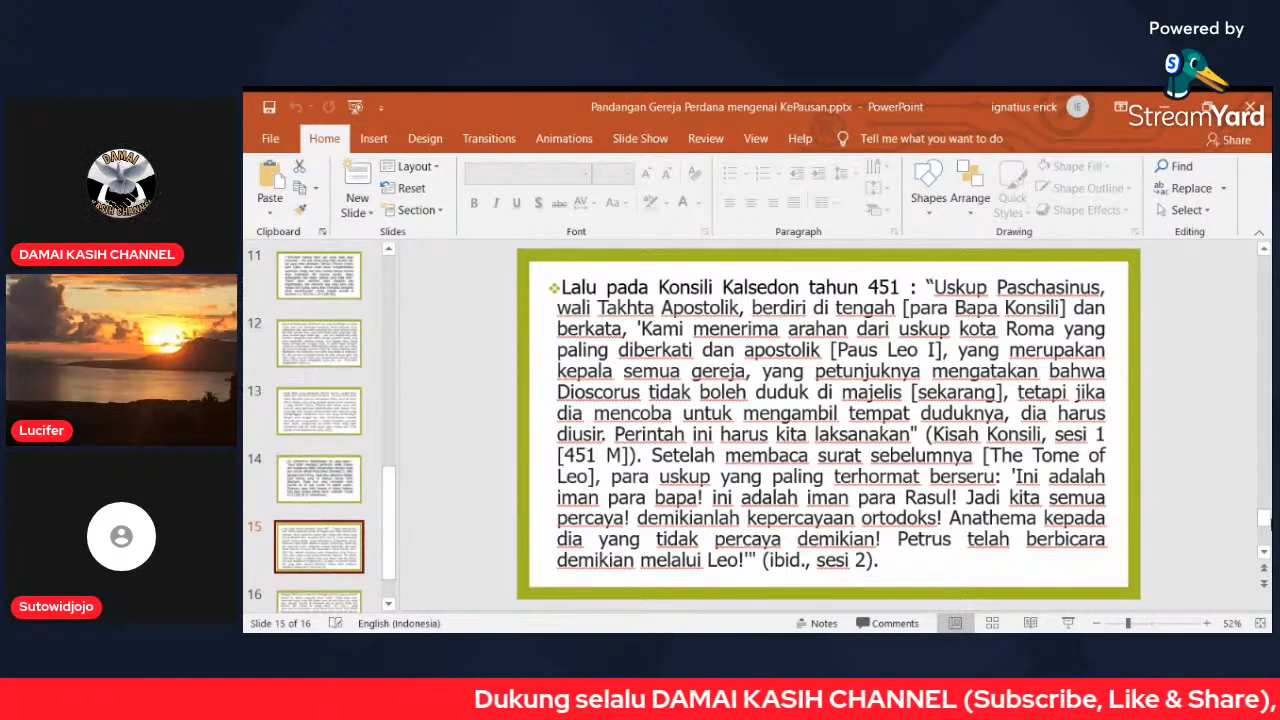 Powered by
S
StreamYard
Pandangan Gereja Perdana mengenai KePausan.pptx - PowerPoint
ignatius erick
IE
File
Home
Insert
Design
Transitions
Animations
Slide Show
Review
View
Help
Tell me what you want to do
Share
Paste
New
Slide
Layout
Reset
Section
B
I
U
S
abc
AV
Aa
A
Shapes
Arrange
Quick
Styles
Shape Fill
Shape Outline
Shape Effects
Find
Replace
Select
Clipboard
Slides
Font
Paragraph
Drawing
Editing
DAMAI
KASIH CHANNEL
DAMAI KASIH CHANNEL
Lucifer
Sutowidjojo
11
12
13
14
15
16
Lalu pada Konsili Kalsedon tahun 451 : “Uskup Paschasinus,
wali Takhta Apostolik, berdiri di tengah [para Bapa Konsili] dan
berkata, 'Kami menerima arahan dari uskup kota Roma yang
paling diberkati dan apostolik [Paus Leo I], yang merupakan
kepala semua gereja, yang petunjuknya mengatakan bahwa
Dioscorus tidak boleh duduk di majelis [sekarang], tetapi jika
dia mencoba untuk mengambil tempat duduknya, dia harus
diusir. Perintah ini harus kita laksanakan" (Kisah Konsili, sesi 1
[451 M]). Setelah membaca surat sebelumnya [The Tome of
Leo], para uskup yang paling terhormat berseru: 'Ini adalah
iman para bapa! ini adalah iman para Rasul! Jadi kita semua
percaya! demikianlah kepercayaan ortodoks! Anathema kepada
dia yang tidak percaya demikian! Petrus telah berbicara
demikian melalui Leo!'" (ibid., sesi 2).
Slide 15 of 16
English (Indonesia)
Notes
Comments
52%
Dukung selalu DAMAI KASIH CHANNEL (Subscribe, Like & Share),